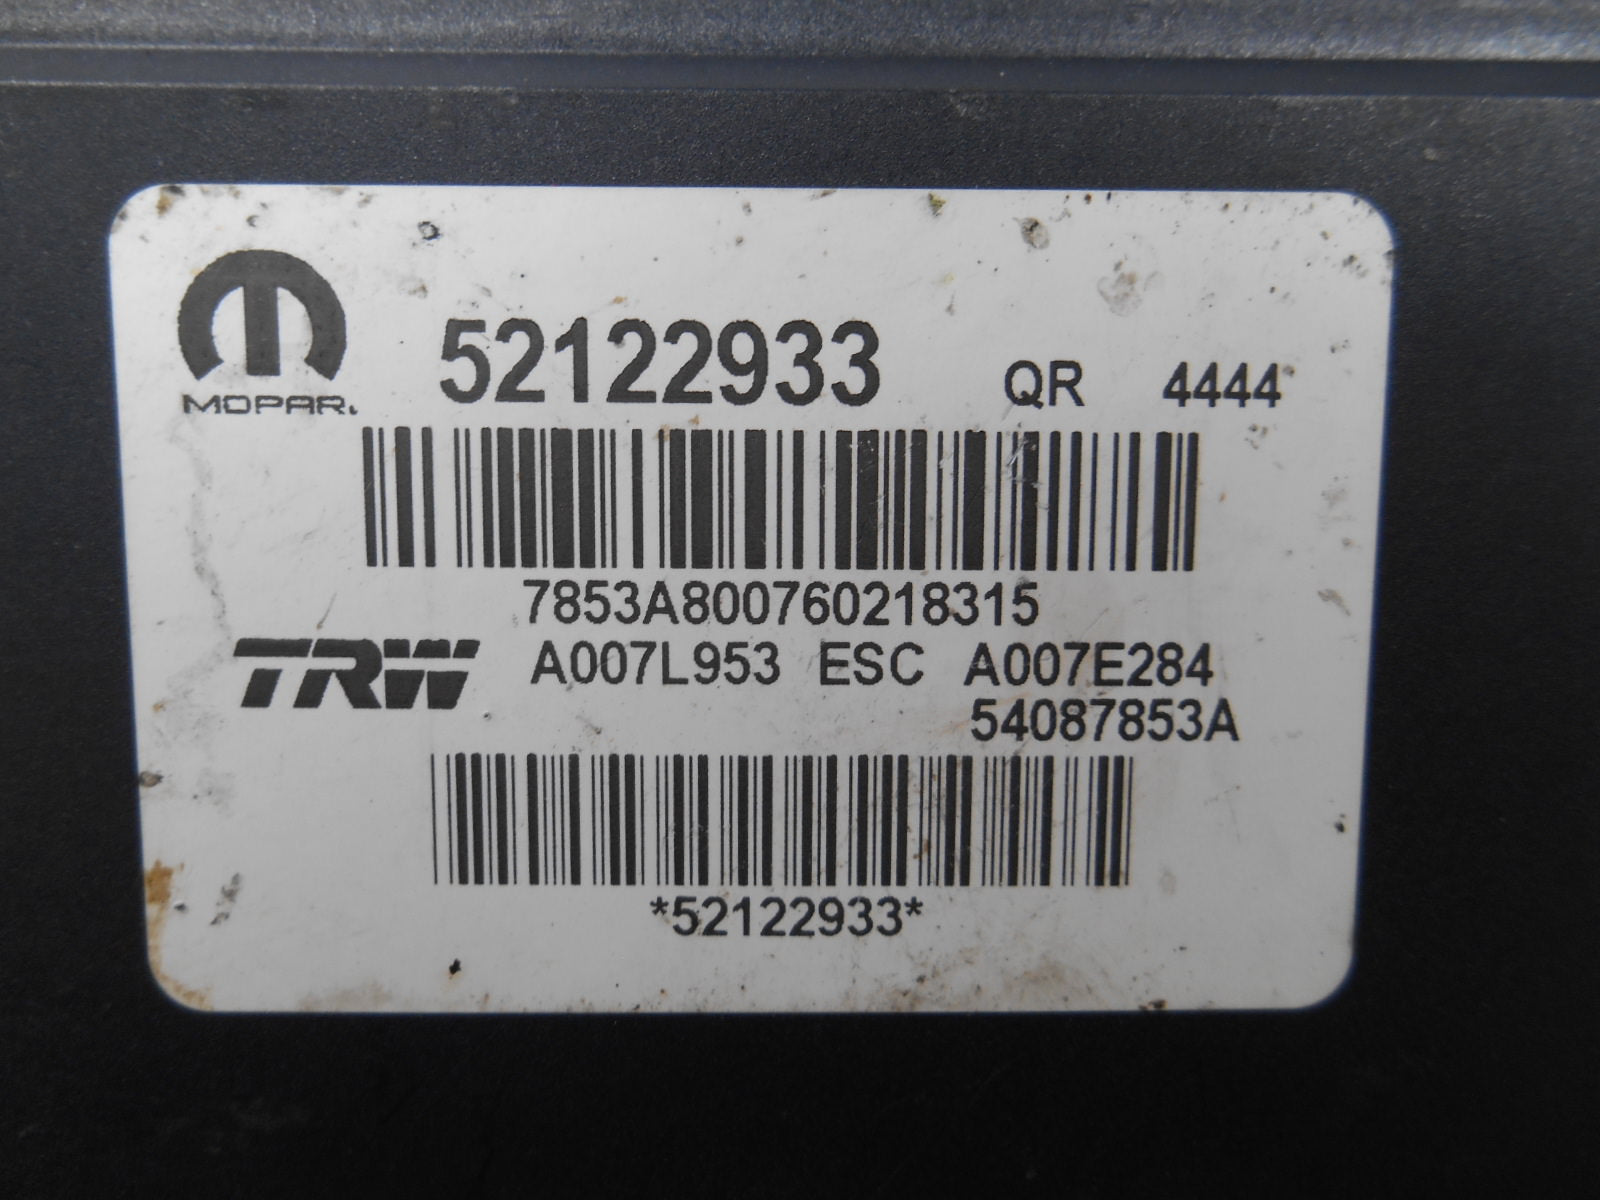 MOPAR.
52122933 QR 4444
7853A800760218315
TRW A007L953 ESC A007E284
54087853A
*52122933*